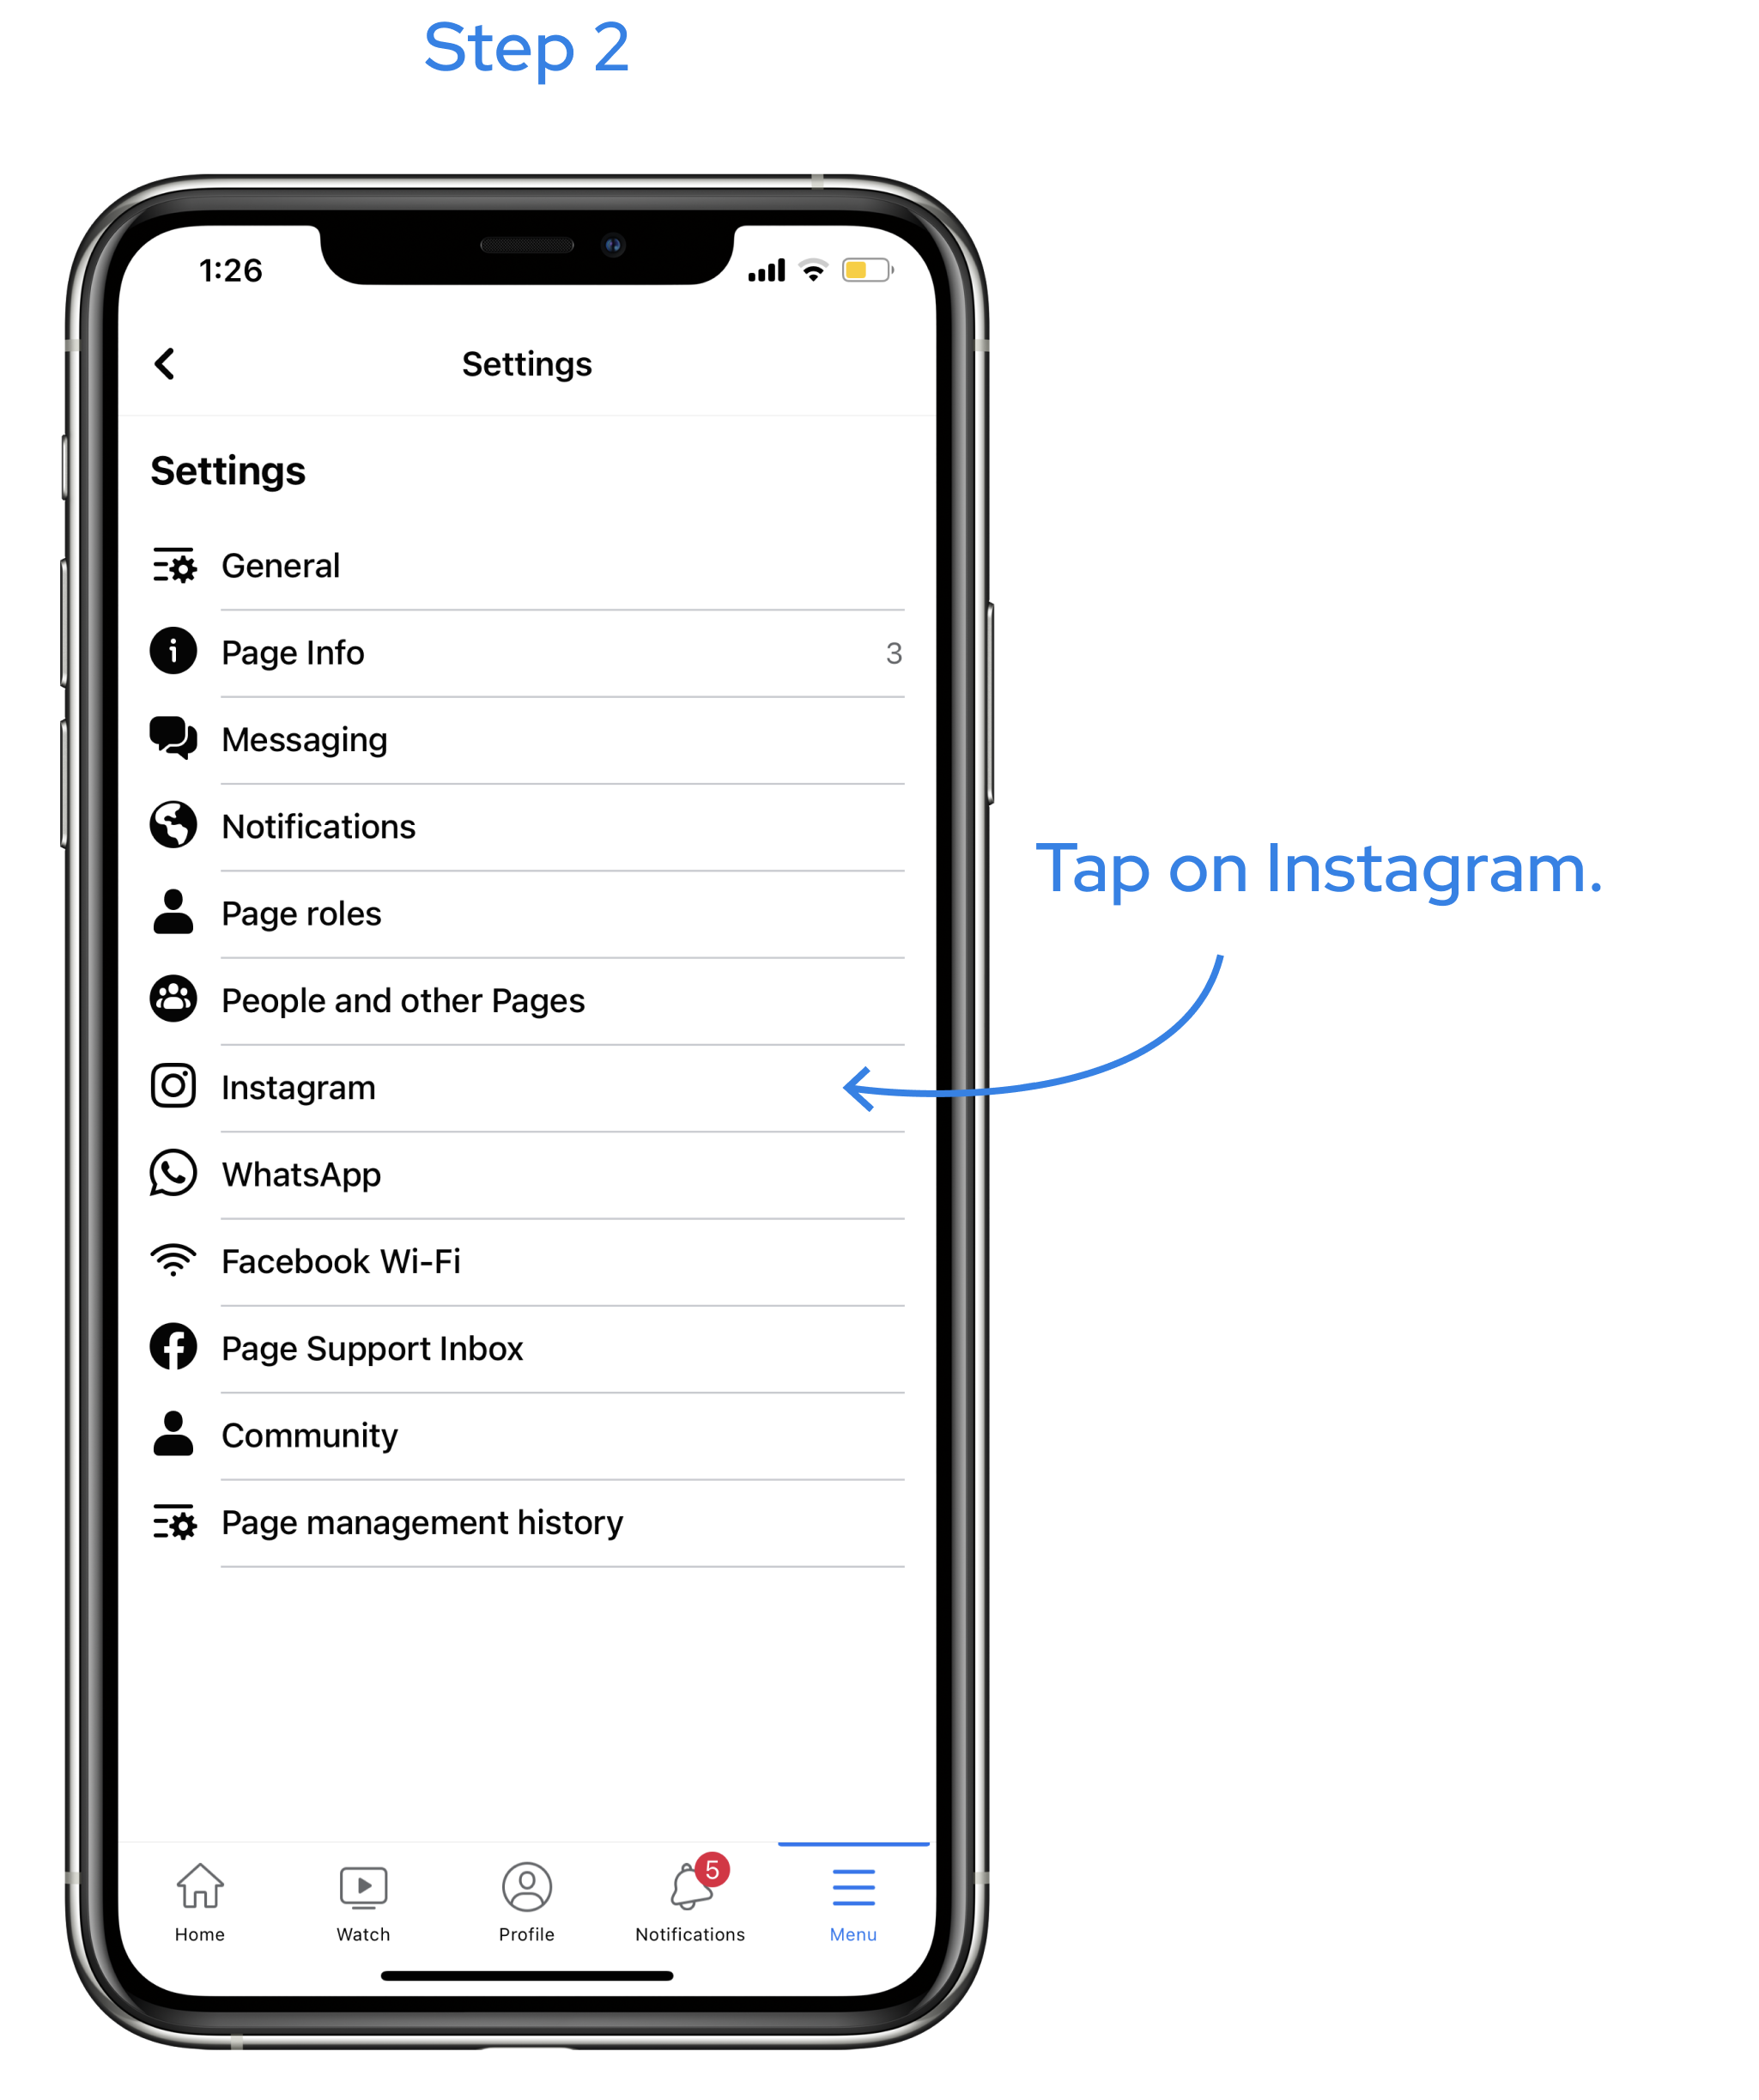 Step 2
1:26
Settings
Settings
General
Page Info 3
Messaging
Notifications
Page roles
People and other Pages
Tap on Instagram.
Instagram
WhatsApp
Facebook Wi-Fi
Page Support Inbox
Community
Page management history
5
Home Watch Profile Notifications Menu